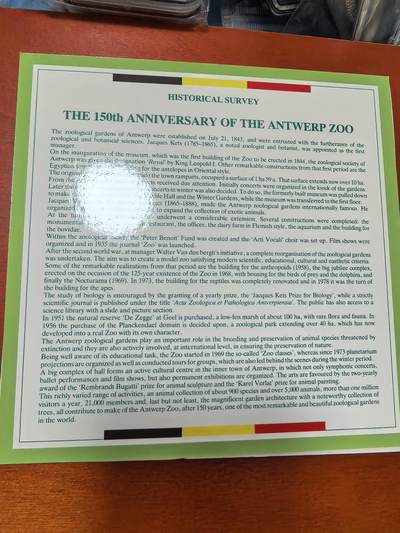 HISTORICAL SURVEY
THE 150th ANNIVERSARY OF THE ANTWERP ZOO
The zoological gardens of Antwerp were established on July 21, 1843, and were entrusted with the furtherance of the
zoological and botanical sciences. Jacques Kets (1785–1865), a noted zoologist and botanist, was appointed as the first
manager.
On the inauguration of the museum, which was the first building of the Zoo to be erected in 1844, the zoological society of
Antwerp was given the designation 'Royal' by King Leopold I. Other remarkable constructions from that first period are the
Egyptian for the antelopes in Oriental style.
The origin the town ramparts, occupied a surface of 1 ha 59 a. That surface extends now over 10 ha.
From received due attention. Initially concerts were organized in the kiosk of the gardens.
Later concerts in winter was also decided. To do so, the formerly built museum was pulled down
to make Hall and the Winter Gardens, while the museum was transferred to the first floor.
Jacques (1865–1888), made the Antwerp zoological gardens internationally famous. He
organiz to expand the collection of exotic animals.
At the underwent a considerable extension. Several constructions were completed: the
monumental restaurant, the offices, the dairy farm in Flemish style, the aquarium and the building for
the bovidae.
Within the zoological society, the 'Peter Benoit' Fund was created and the 'Arti Vocali' choir was set up. Film shows were
organized and in 1935 the journal 'Zoo' was launched.
After the second world war, at manager Walter Van den bergh's initiative, a complete reorganisation of the zoological gardens
was undertaken. The aim was to create a model zoo satisfying modern scientific, educational, cultural and esthetic criteria.
Some of the remarkable realizations from that period are the building for the anthropoids (1958), the big jubilee complex,
erected on the occasion of the 125-year existence of the Zoo in 1968, with housing for the birds of prey and the dolphin, and
finally the Nocturama (1969). In 1973, the building for the reptiles was completely renovated and in 1978 it was the turn of
the building for the apes.
The study of biology is encouraged by the granting of a yearly prize, the 'Jacques Kets Prize for Biology', while a strictly
scientific journal is published under the title 'Acta Zoologica et Pathologica Antverpiensia'. The public has also access to a
science library with a slide and picture section.
In 1951 the natural reserve 'De Zegge' at Geel is purchased, a low-fen marsh of about 100 ha, with rare flora and fauna. In
1956 the purchase of the Planckendael domain is decided upon, a zoological park extending over 40 ha, which has now
developed into a real Zoo with its own character.
The Antwerp zoological gardens play an important role in the breeding and preservation of animal species threatened by
extinction and they are also actively involved, at international level, in ensuring the preservation of nature.
Being well aware of its educational task, the Zoo started in 1969 the so-called 'Zoo classes', whereas since 1973 planetarium
projections are organized as well as conducted tours for groups, which are also led behind the scenes during the summer period.
A big complex of hall forms an active cultural centre in the inner town of Antwerp, in which not only symphonic concerts,
ballet performances and film shows, but also permanent exhibitions are organized. The arts are favoured by the two-yearly
award of the 'Rembrandt Bugatti' prize for animal sculpture and the 'Karel Verlat' prize for animal painting.
This richly varied range of activities, an animal collection of about 900 species and over 5,000 animals, more than one million
visitors a year, 21,000 members and, last but not least, the magnificent garden architecture with a noteworthy collection of
trees, all contribute to make of the Antwerp Zoo, after 150 years, one of the most remarkable and beautiful zoological gardens
in the world.